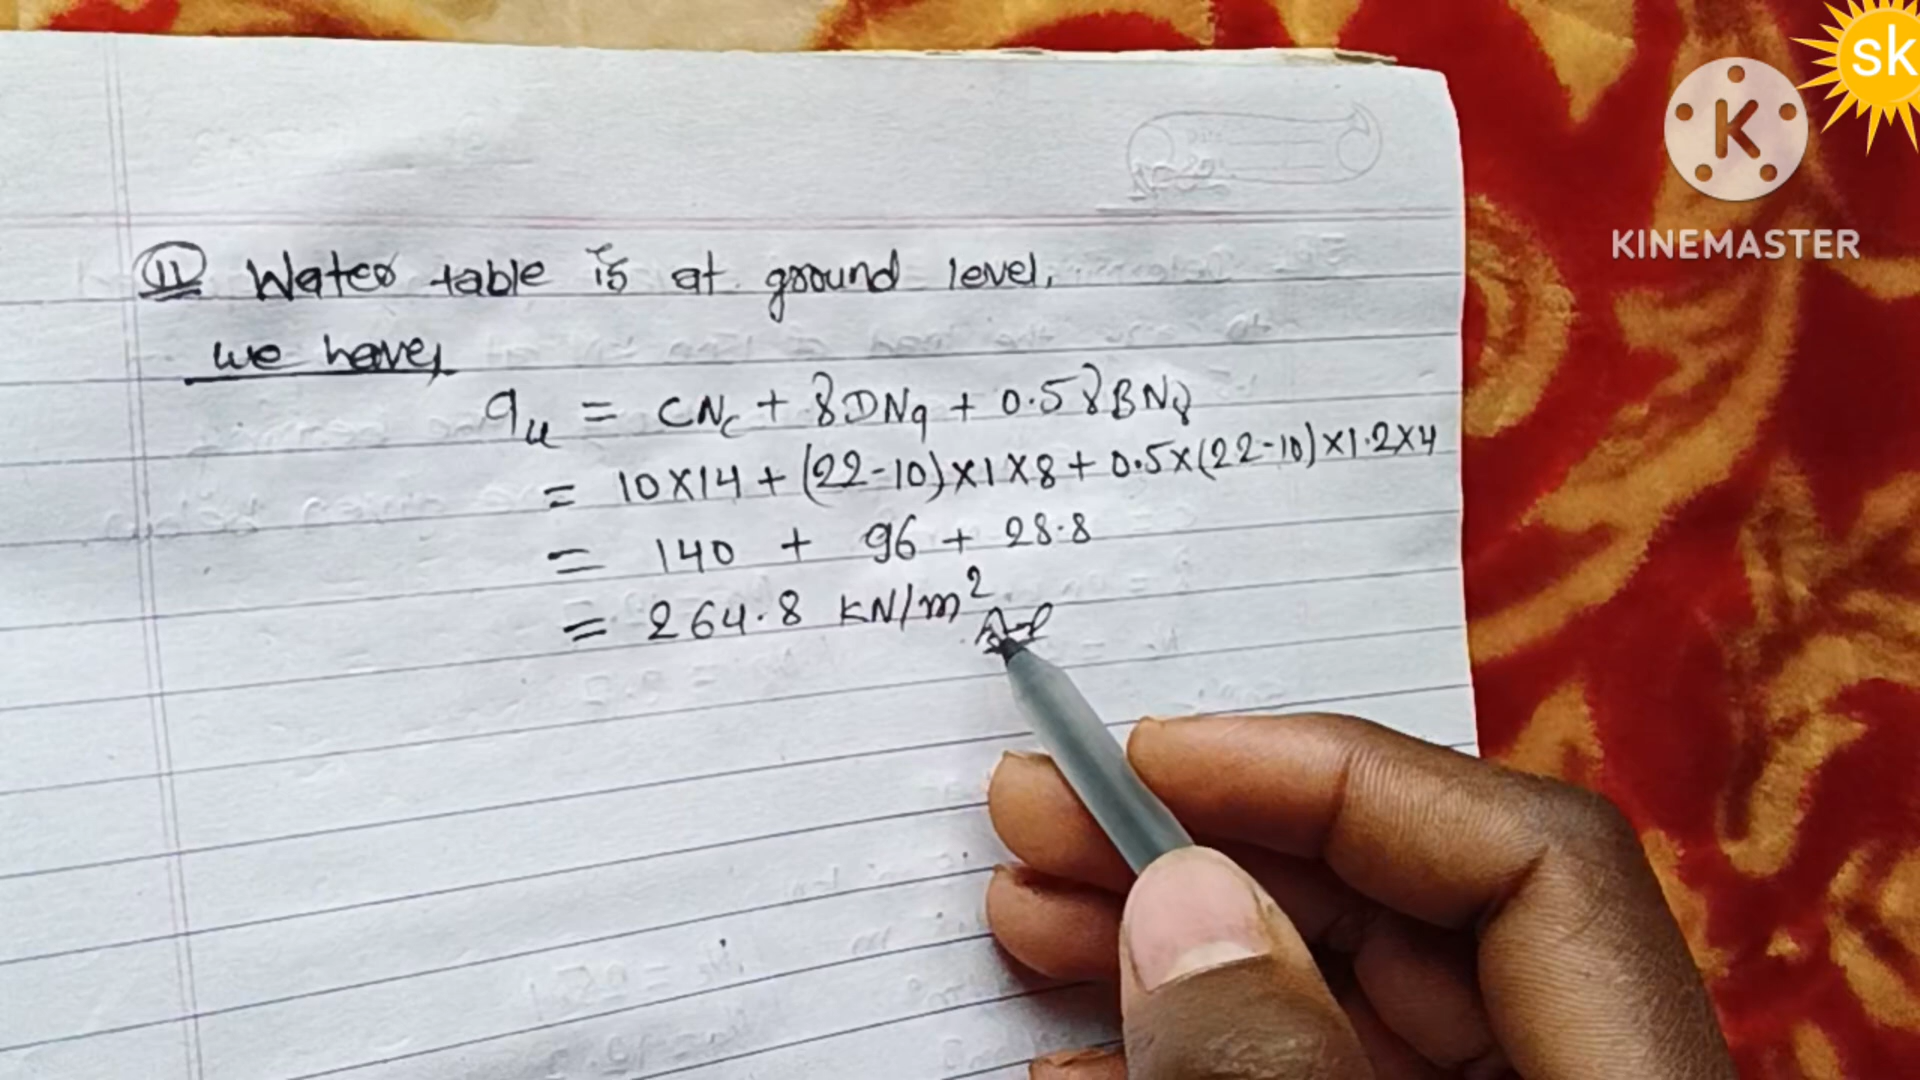 SK
KINEMASTER
(11) Water table is at ground level,
we have,
qu = CNc + γDNq + 0.5γBNγ
= 10×14 + (22-10)×1×8 + 0.5×(22-10)×1.2×4
= 140 + 96 + 28.8
= 264.8 KN/m²